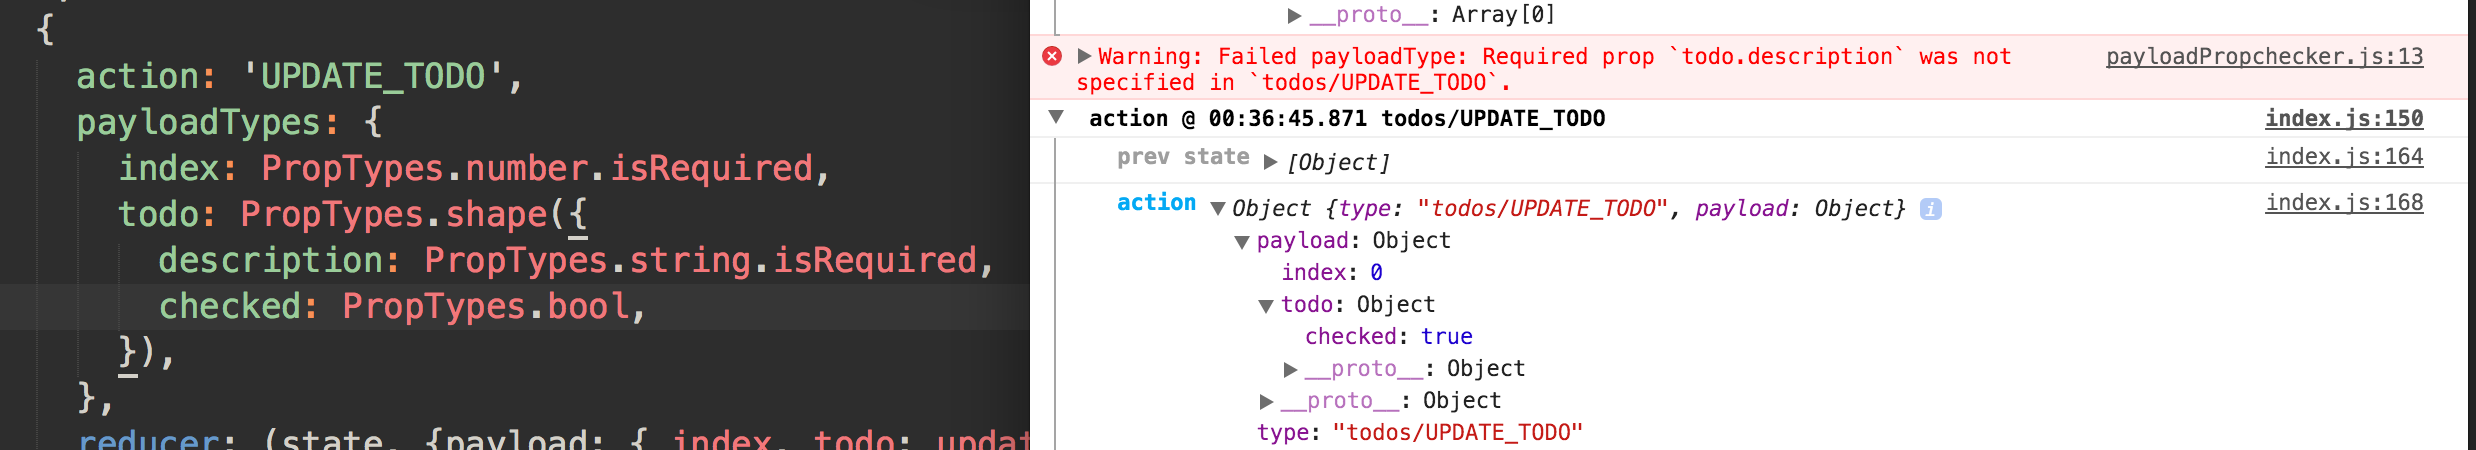 {
action: 'UPDATE_TODO',
payloadTypes: {
index: PropTypes.number.isRequired,
todo: PropTypes.shape({
description: PropTypes.string.isRequired,
checked: PropTypes.bool,
}),
},
reducer: (state, {payload: { index, todo: updat
▶ __proto__: Array[0]
▶ Warning: Failed payloadType: Required prop `todo.description` was not payloadPropchecker.js:13
specified in `todos/UPDATE_TODO`.
▼ action @ 00:36:45.871 todos/UPDATE_TODO index.js:150
prev state ▶ [Object] index.js:164
action ▼ Object {type: "todos/UPDATE_TODO", payload: Object} i index.js:168
▼ payload: Object
index: 0
▼ todo: Object
checked: true
▶ __proto__: Object
▶ __proto__: Object
type: "todos/UPDATE_TODO"